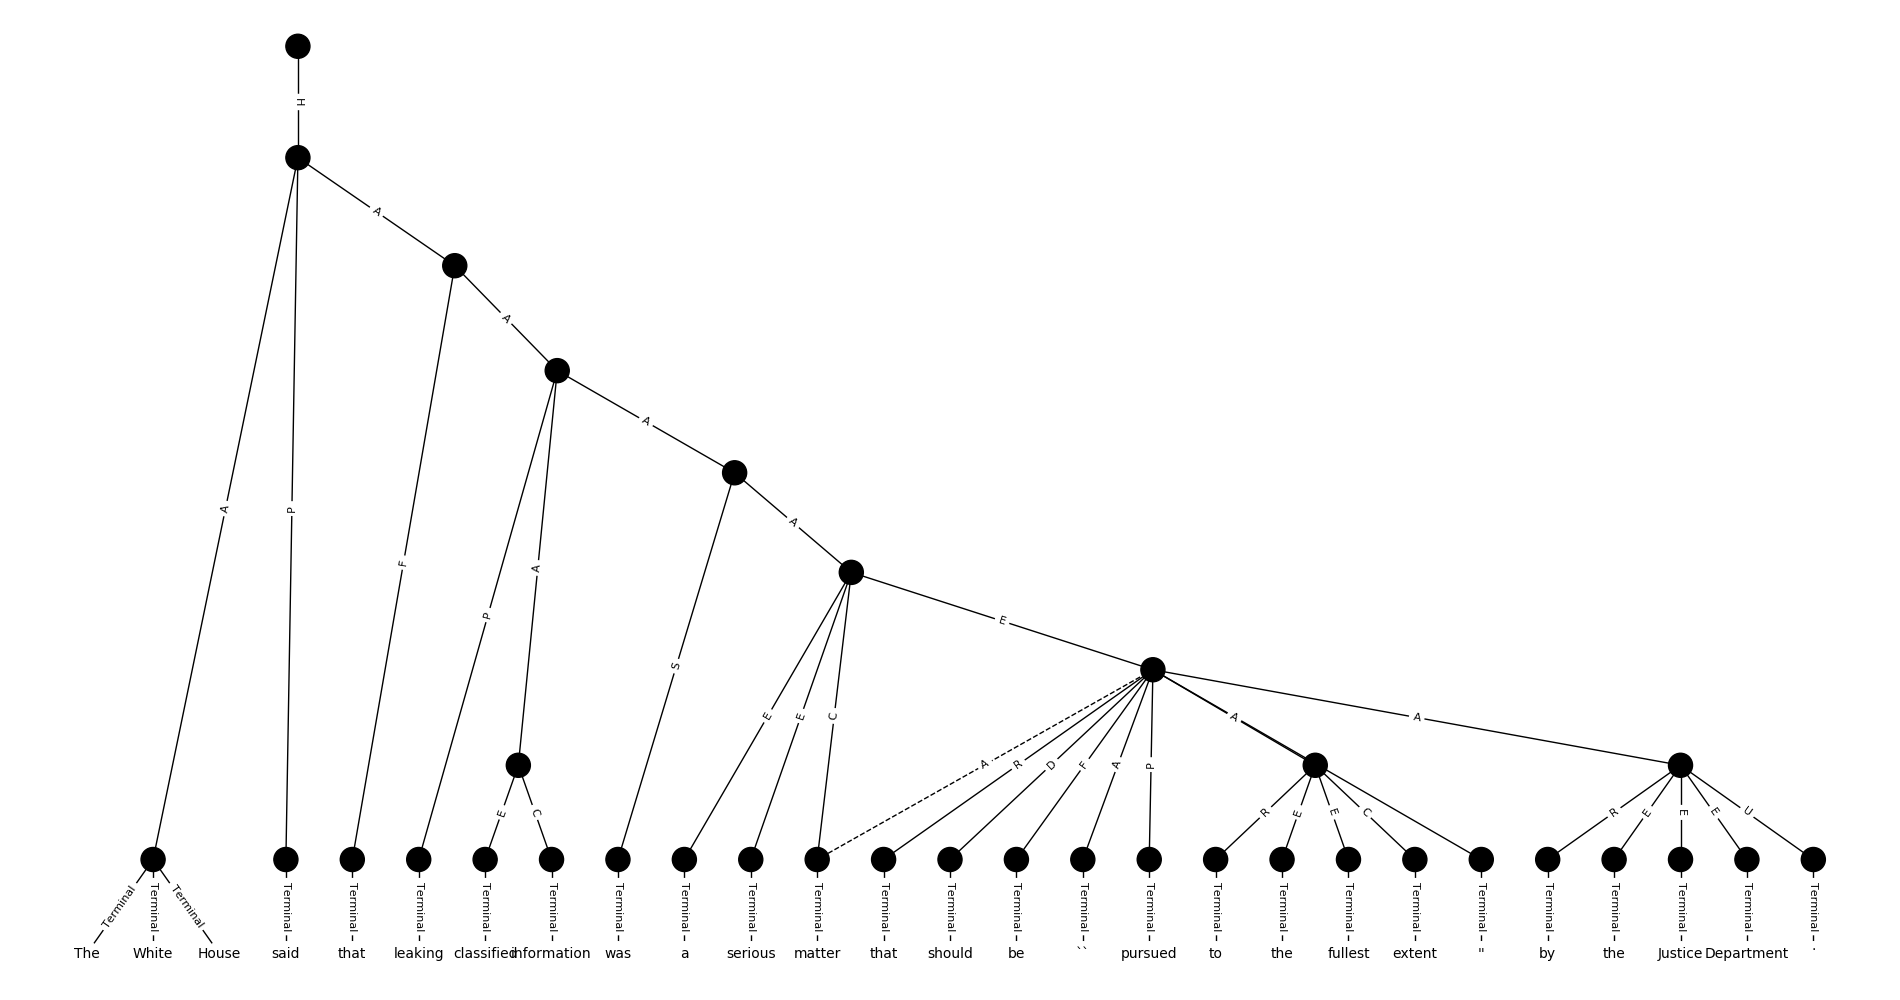 H
A
A
A
A
P
F
A
P
A
S
E
E
E
C
A
R
D
F
A
P
A
A
E
C
R
E
E
C
R
E
E
E
U
Terminal Terminal Terminal Terminal Terminal Terminal Terminal Terminal Terminal Terminal Terminal Terminal Terminal Terminal Terminal Terminal Terminal Terminal Terminal Terminal Terminal Terminal Terminal Terminal Terminal Terminal Terminal
The White House said that leaking classified information was a serious matter that should be `` pursued to the fullest extent " by the Justice Department .